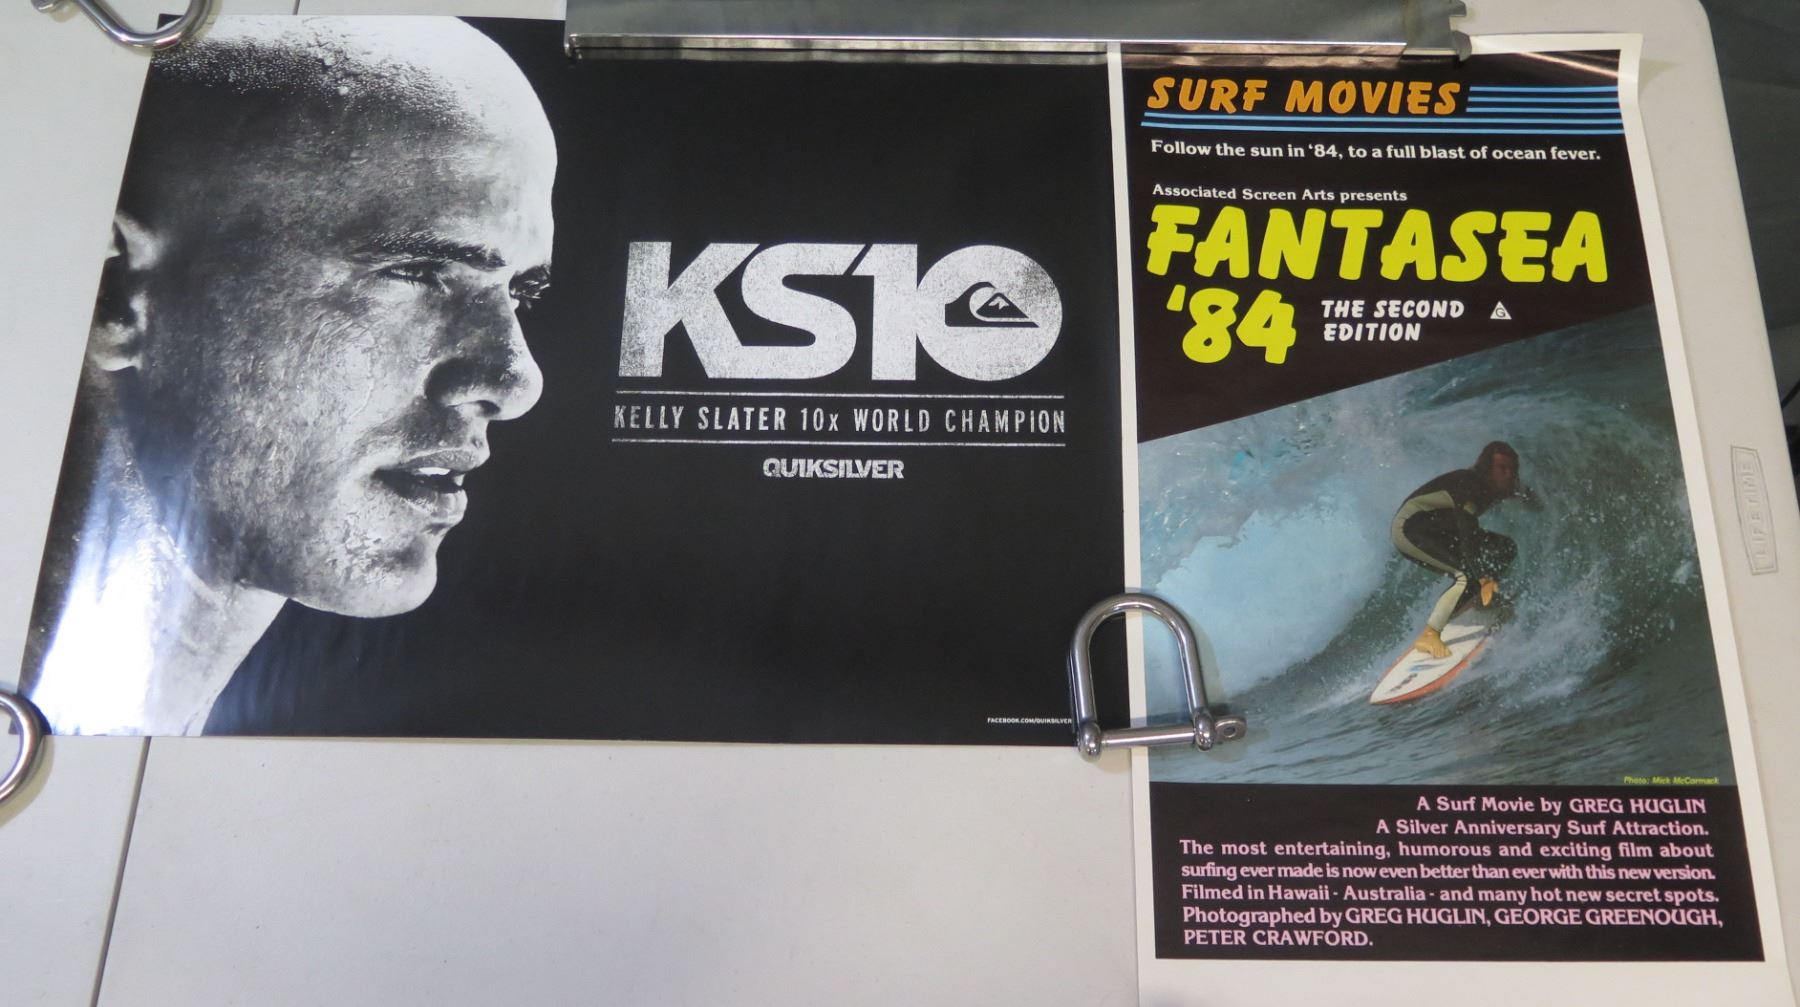 KS10
KELLY SLATER 10x WORLD CHAMPION
QUIKSILVER
FACEBOOK.COM/QUIKSILVER
SURF MOVIES
Follow the sun in '84, to a full blast of ocean fever.
Associated Screen Arts presents
FANTASEA
'84
THE SECOND
EDITION
G
Photo: Mick McCormack
A Surf Movie by GREG HUGLIN
A Silver Anniversary Surf Attraction.
The most entertaining, humorous and exciting film about
surfing ever made is now even better than ever with this new version.
Filmed in Hawaii - Australia - and many hot new secret spots.
Photographed by GREG HUGLIN, GEORGE GREENOUGH,
PETER CRAWFORD.
LIFETIME